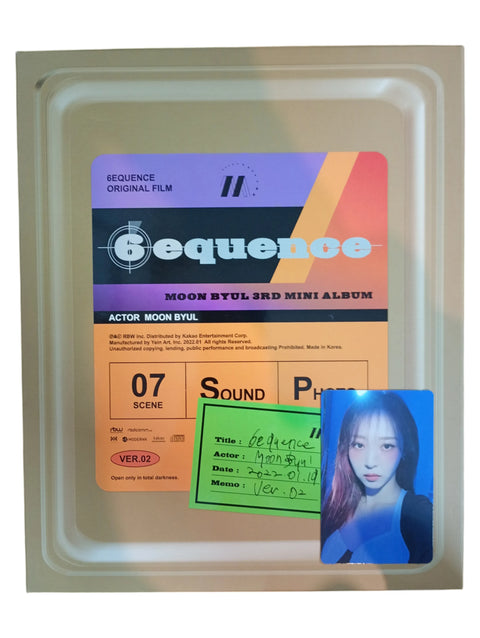 6EQUENCE
ORIGINAL FILM
6equence
MOON BYUL 3RD MINI ALBUM
ACTOR MOON BYUL
℗&© RBW Inc. Distributed by Kakao Entertainment Corp.
Manufactured by Yein Art, Inc. 2022.01 All rights Reserved.
Unauthorized copying, lending, public performance and broadcasting Prohibited. Made in Korea.
07
SCENE
SOUND
PHOTO
rbw
VER.02
Open only in total darkness.
Title : 6equence
Actor : Moon Byul
Date : 2022.01.19
Memo : Ver. 02